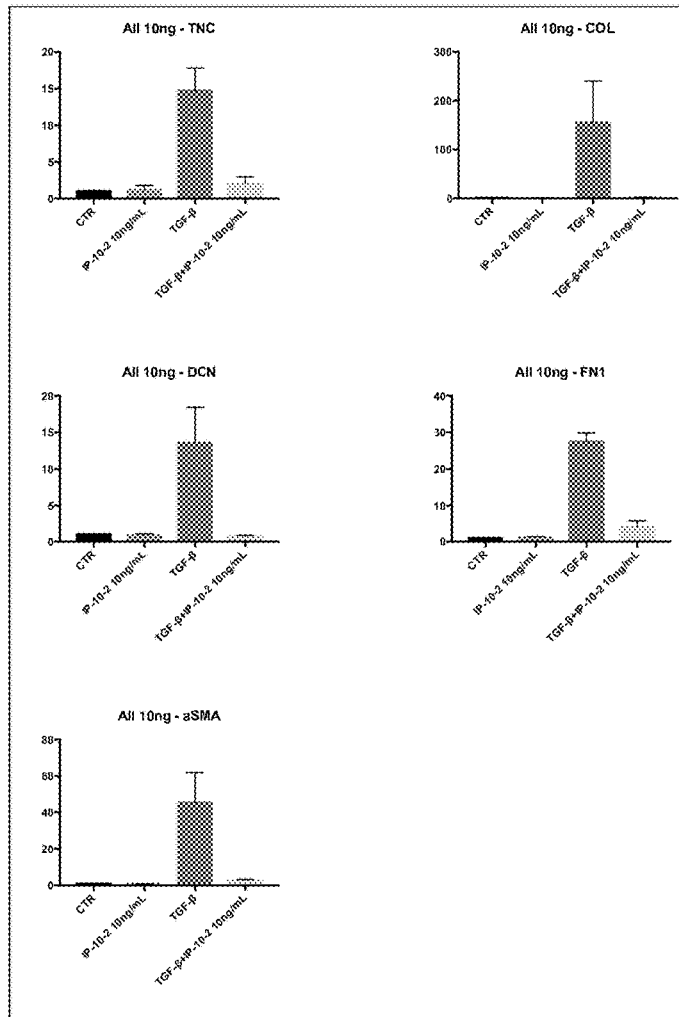 All 10ng - TNC
20
15
10
5
0
CTR
IP-10-2 10ng/mL
TGF-β
TGF-β+IP-10-2 10ng/mL
All 10ng - COL
300
200
100
0
CTR
IP-10-2 10ng/mL
TGF-β
TGF-β+IP-10-2 10ng/mL
All 10ng - DCN
20
15
10
5
0
CTR
IP-10-2 10ng/mL
TGF-β
TGF-β+IP-10-2 10ng/mL
All 10ng - FN1
40
30
20
10
0
CTR
IP-10-2 10ng/mL
TGF-β
TGF-β+IP-10-2 10ng/mL
All 10ng - aSMA
80
60
40
20
0
CTR
IP-10-2 10ng/mL
TGF-β
TGF-β+IP-10-2 10ng/mL